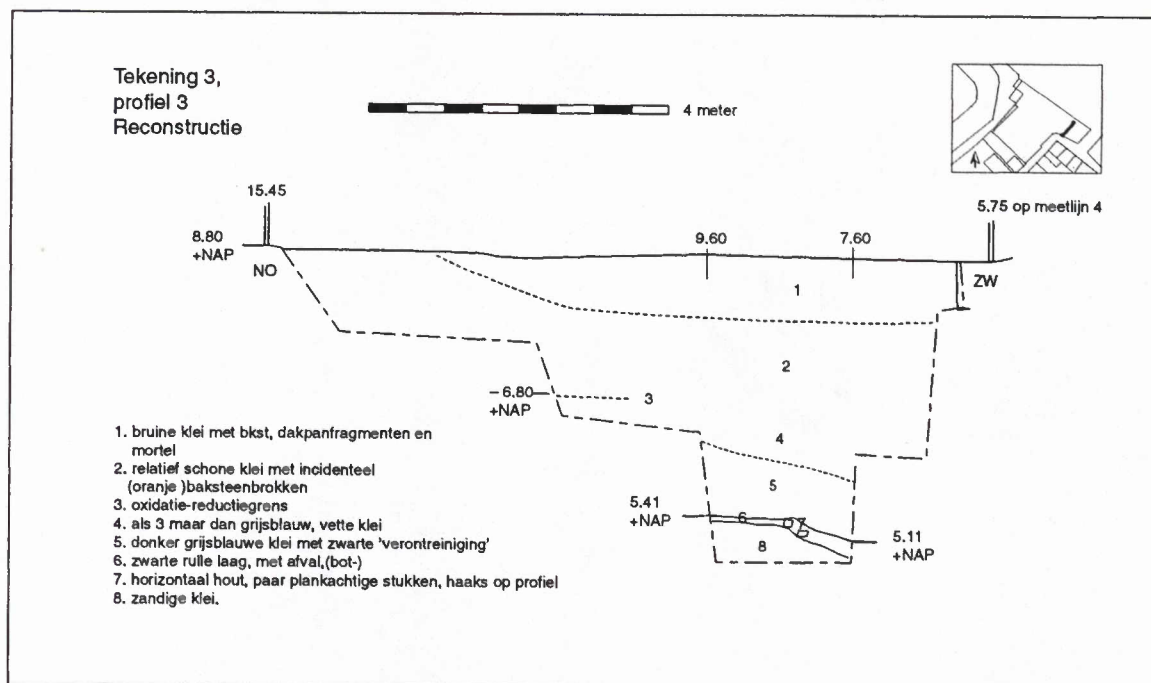 Tekening 3,
profiel 3
Reconstructie
4 meter
15.45
5.75 op meetlijn 4
8.80
+NAP
NO
9.60
7.60
ZW
1
2
6.80
+NAP
3
4
5
5.41
+NAP
6
7
8
5.11
+NAP
1. bruine klei met bkst, dakpanfragmenten en
mortel
2. relatief schone klei met incidenteel
(oranje )baksteenbrokken
3. oxidatie-reductiegrens
4. als 3 maar dan grijsblauw, vette klei
5. donker grijsblauwe klei met zwarte 'verontreiniging'
6. zwarte rulle laag, met afval,(bot-)
7. horizontaal hout, paar plankachtige stukken, haaks op profiel
8. zandige klei.